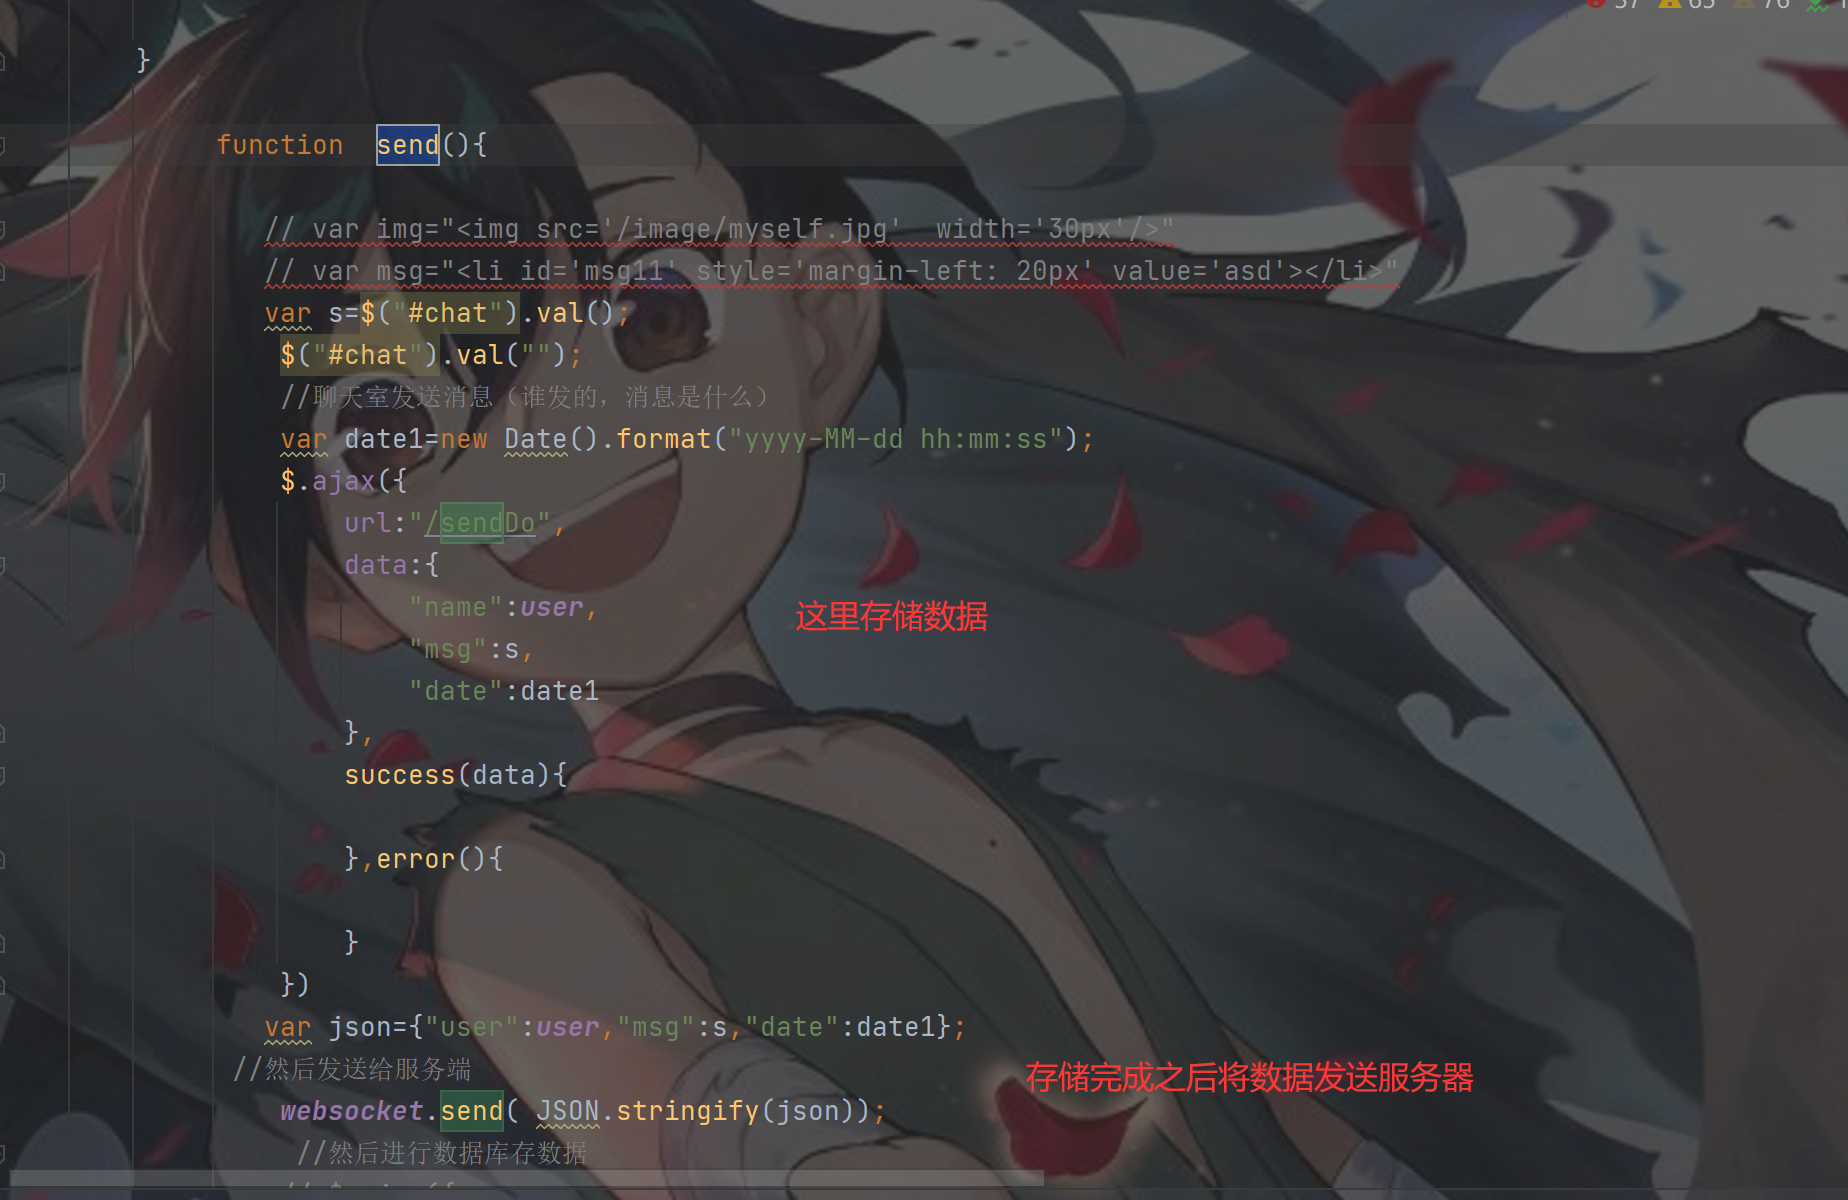 37 65 76
}
function send(){
// var img="<img src='/image/myself.jpg' width='30px'/>"
// var msg="<li id='msg11' style='margin-left: 20px' value='asd'></li>"
var s=$("#chat").val();
$("#chat").val("");
//聊天室发送消息（谁发的，消息是什么）
var date1=new Date().format("yyyy-MM-dd hh:mm:ss");
$.ajax({
url:"/sendDo",
data:{
"name":user,
这里存储数据
"msg":s,
"date":date1
},
success(data){
},error(){
}
})
var json={"user":user,"msg":s,"date":date1};
//然后发送给服务端
存储完成之后将数据发送服务器
websocket.send( JSON.stringify(json));
//然后进行数据库存数据